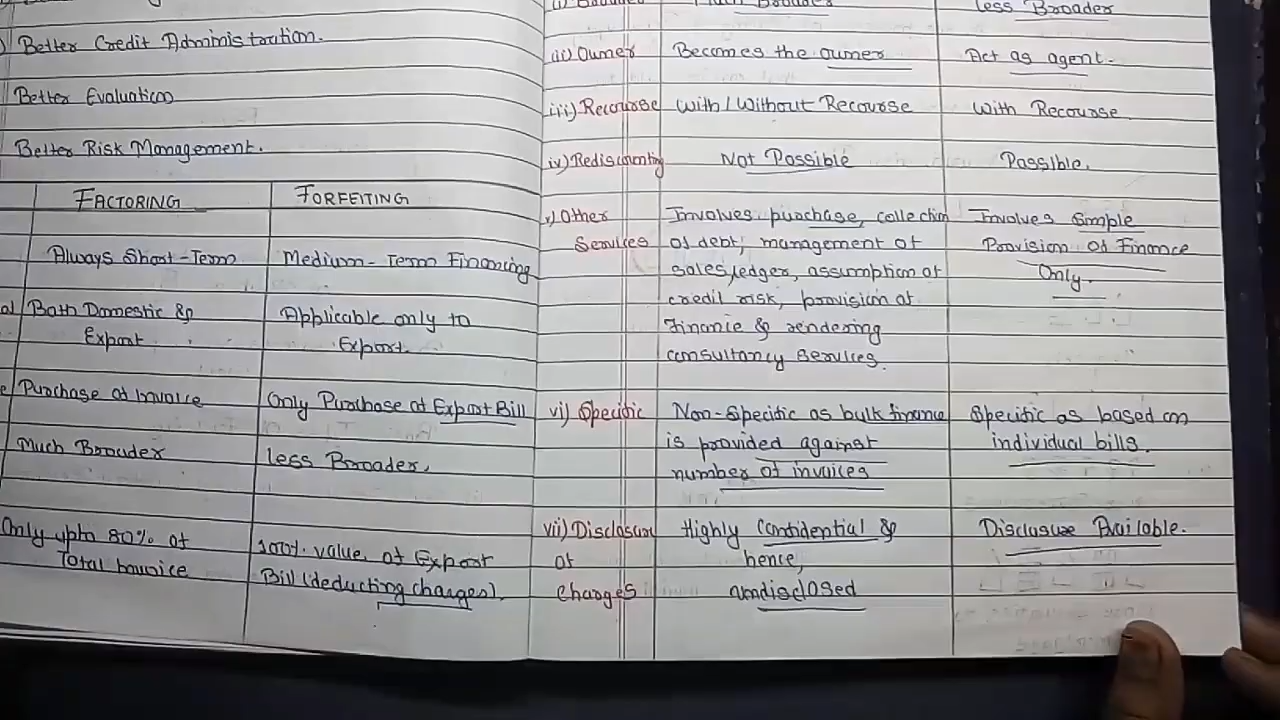 Better Credit Administration.
Better Evaluation
Better Risk Management.
FACTORING FORFEITING
Always Short-Term Medium-Term Financing
Both Domestic & Applicable only to
Export Export.
Purchase of Invoice Only Purchase of Export Bill
Much Broader less Broader.
Only upto 80% of 100% value of Export
Total Invoice Bill (deducting charges).
less Broader
ii) Owner Becomes the owner Act as agent.
iii) Recourse With/Without Recourse With Recourse
iv) Rediscounting Not Possible Possible.
v) Other Involves purchase, collection Involves Simple
Services of debt, management of Provision of Finance
sales ledger, assumption of Only.
credit risk, provision of
finance & rendering
consultancy services.
vi) Specific Non-Specific as bulk finance Specific as based on
is provided against individual bills.
number of invoices
vii) Disclosure Highly Confidential & Disclosure Available.
of hence,
Charges undisclosed